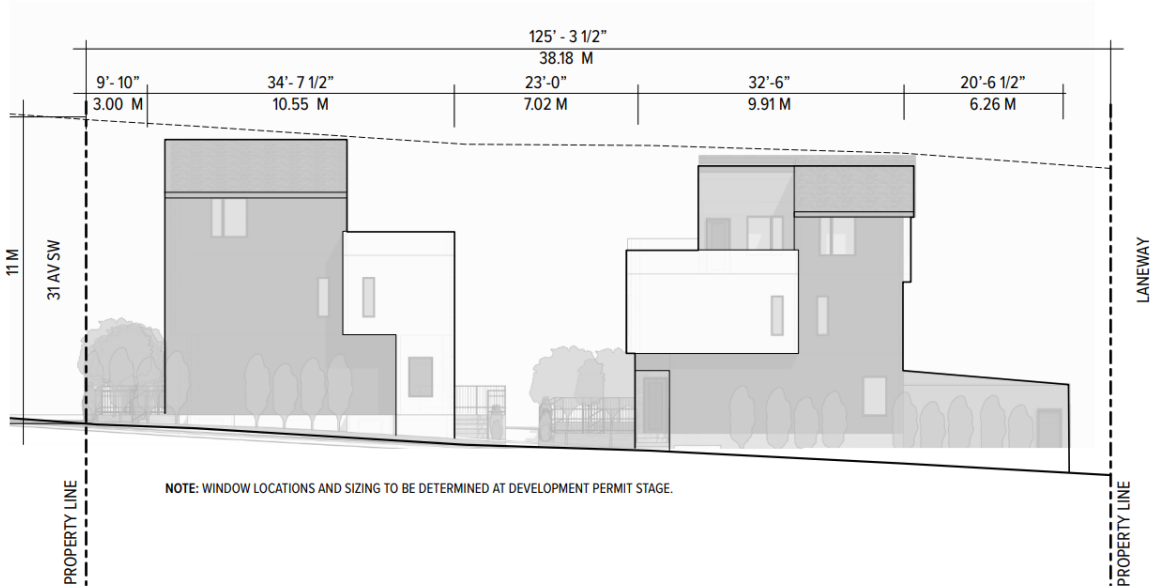 125' - 3 1/2”
38.18 M
9'- 10” 34'- 7 1/2” 23'-0” 32'-6” 20'-6 1/2”
3.00 M 10.55 M 7.02 M 9.91 M 6.26 M
11 M
31 AV SW
LANEWAY
NOTE: WINDOW LOCATIONS AND SIZING TO BE DETERMINED AT DEVELOPMENT PERMIT STAGE.
PROPERTY LINE
PROPERTY LINE